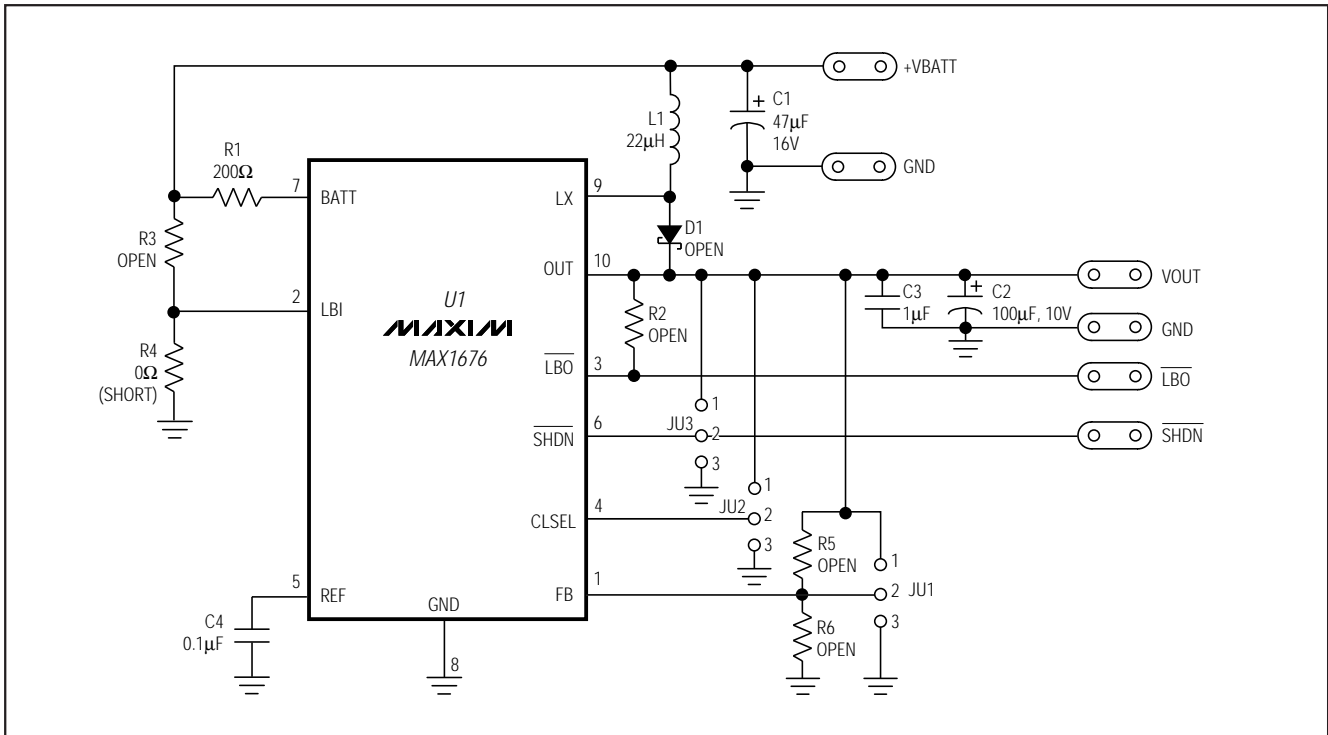 +VBATT
L1
22µH
+
C1
47µF
16V
GND
R1
200Ω
7
BATT
LX
9
R3
OPEN
D1
OPEN
OUT
10
VOUT
2
LBI
U1
MAXIM
MAX1676
R2
OPEN
C3
1µF
+
C2
100µF, 10V
GND
R4
0Ω
(SHORT)
LBO
3
LBO
1
JU3
2
3
SHDN
6
SHDN
1
JU2
2
3
CLSEL
4
R5
OPEN
1
2
JU1
3
5
REF
GND
FB
1
R6
OPEN
C4
0.1µF
8